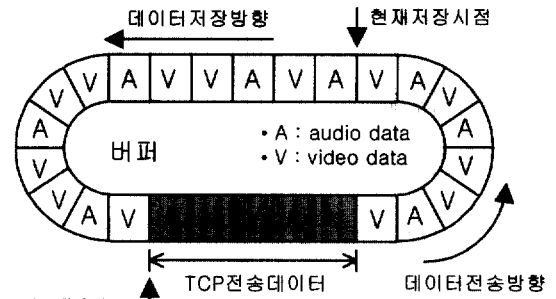 데이터저장방향 현재저장시점
V V A V V A V A V A V
A A
버퍼
• A : audio data
• V : video data
V V
V A V V A V
TCP전송데이터 데이터전송방향